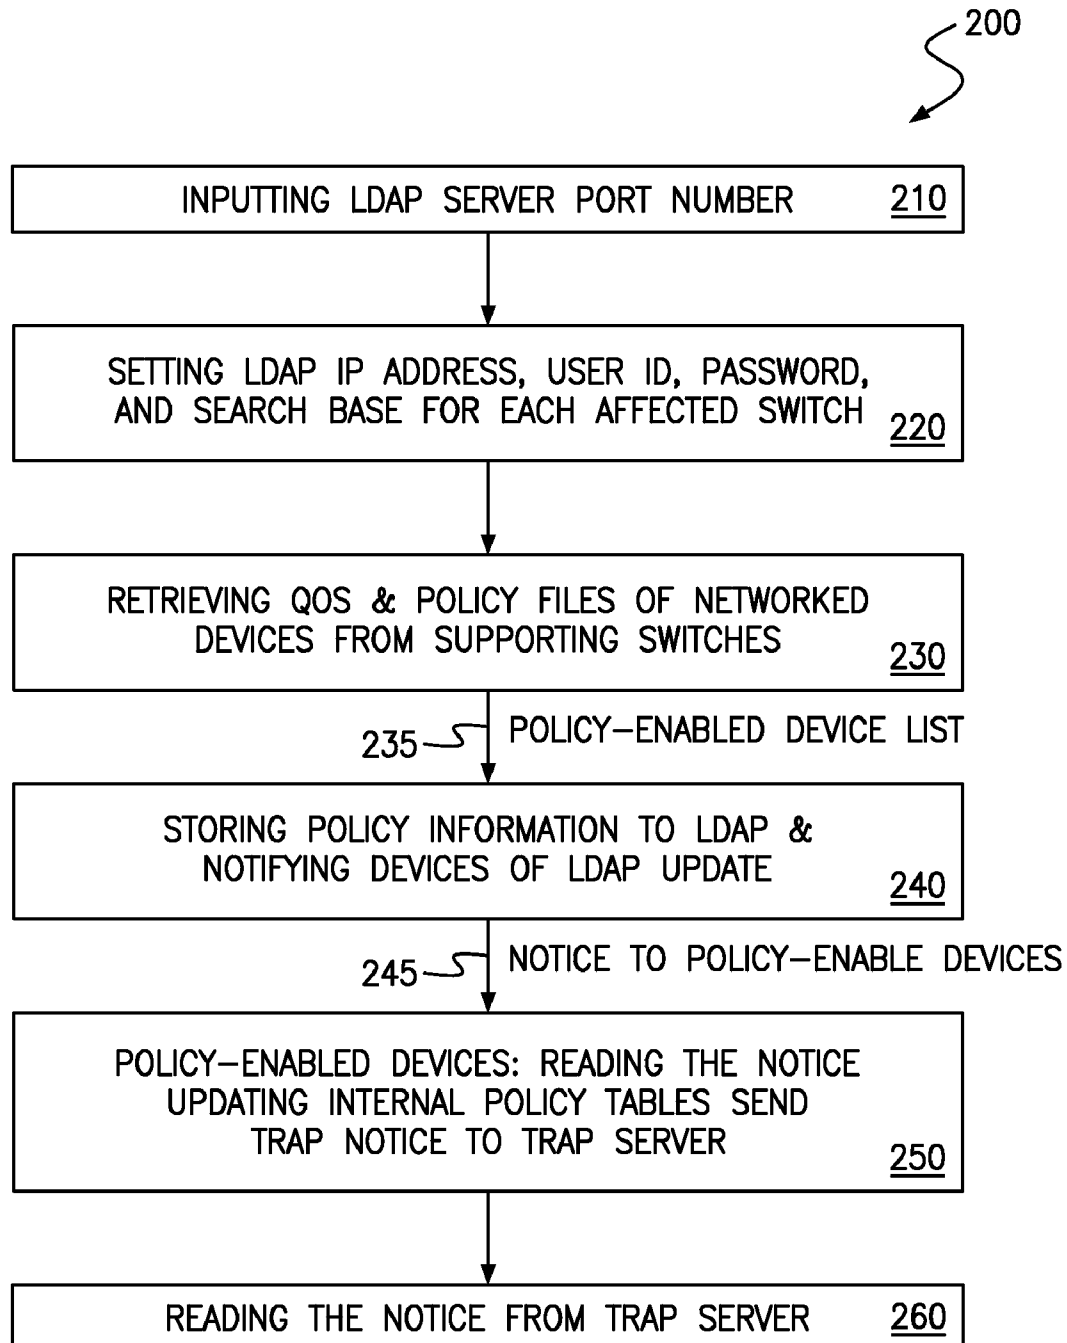 200
INPUTTING LDAP SERVER PORT NUMBER 210
SETTING LDAP IP ADDRESS, USER ID, PASSWORD,
AND SEARCH BASE FOR EACH AFFECTED SWITCH
220
RETRIEVING QOS & POLICY FILES OF NETWORKED
DEVICES FROM SUPPORTING SWITCHES
230
235 POLICY-ENABLED DEVICE LIST
STORING POLICY INFORMATION TO LDAP &
NOTIFYING DEVICES OF LDAP UPDATE
240
245 NOTICE TO POLICY-ENABLE DEVICES
POLICY-ENABLED DEVICES: READING THE NOTICE
UPDATING INTERNAL POLICY TABLES SEND
TRAP NOTICE TO TRAP SERVER
250
READING THE NOTICE FROM TRAP SERVER 260